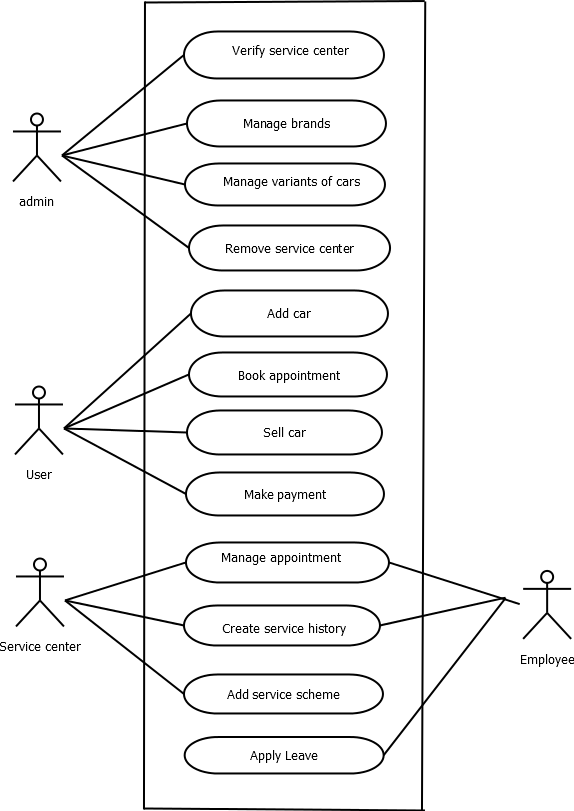 Verify service center
Manage brands
admin
Manage variants of cars
Remove service center
Add car
Book appointment
Sell car
User
Make payment
Manage appointment
Create service history
Service center
Employee
Add service scheme
Apply Leave